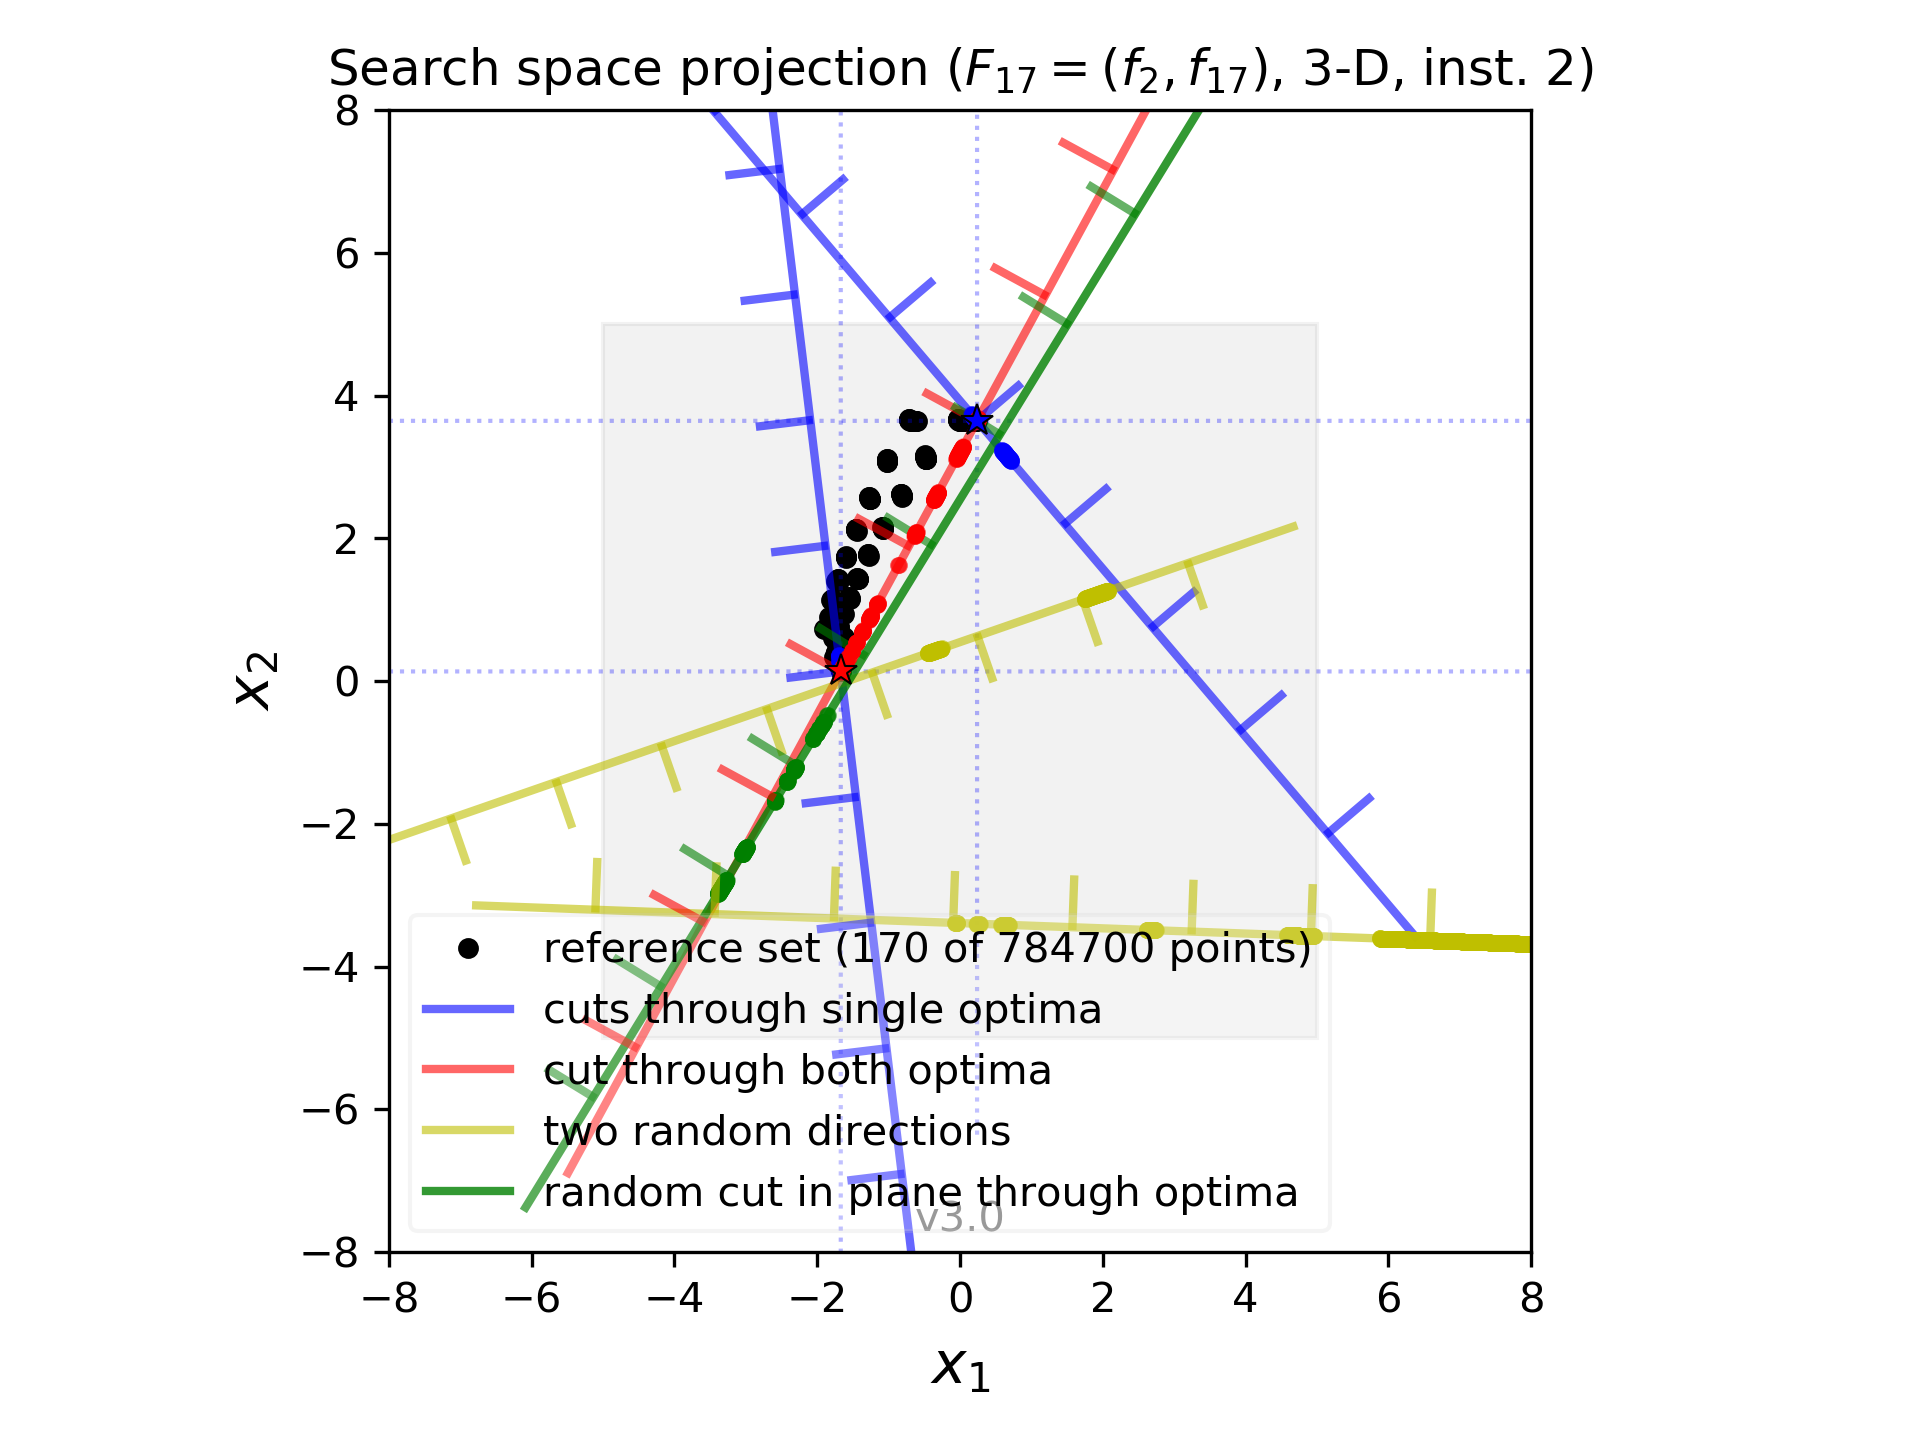 Search space projection (F17 = (f2, f17), 3-D, inst. 2)
8
6
4
2
0
−2
−4
−6
−8
x2
reference set (170 of 784700 points)
cuts through single optima
cut through both optima
two random directions
random cut in plane through optima
v3.0
−8 −6 −4 −2 0 2 4 6 8
x1